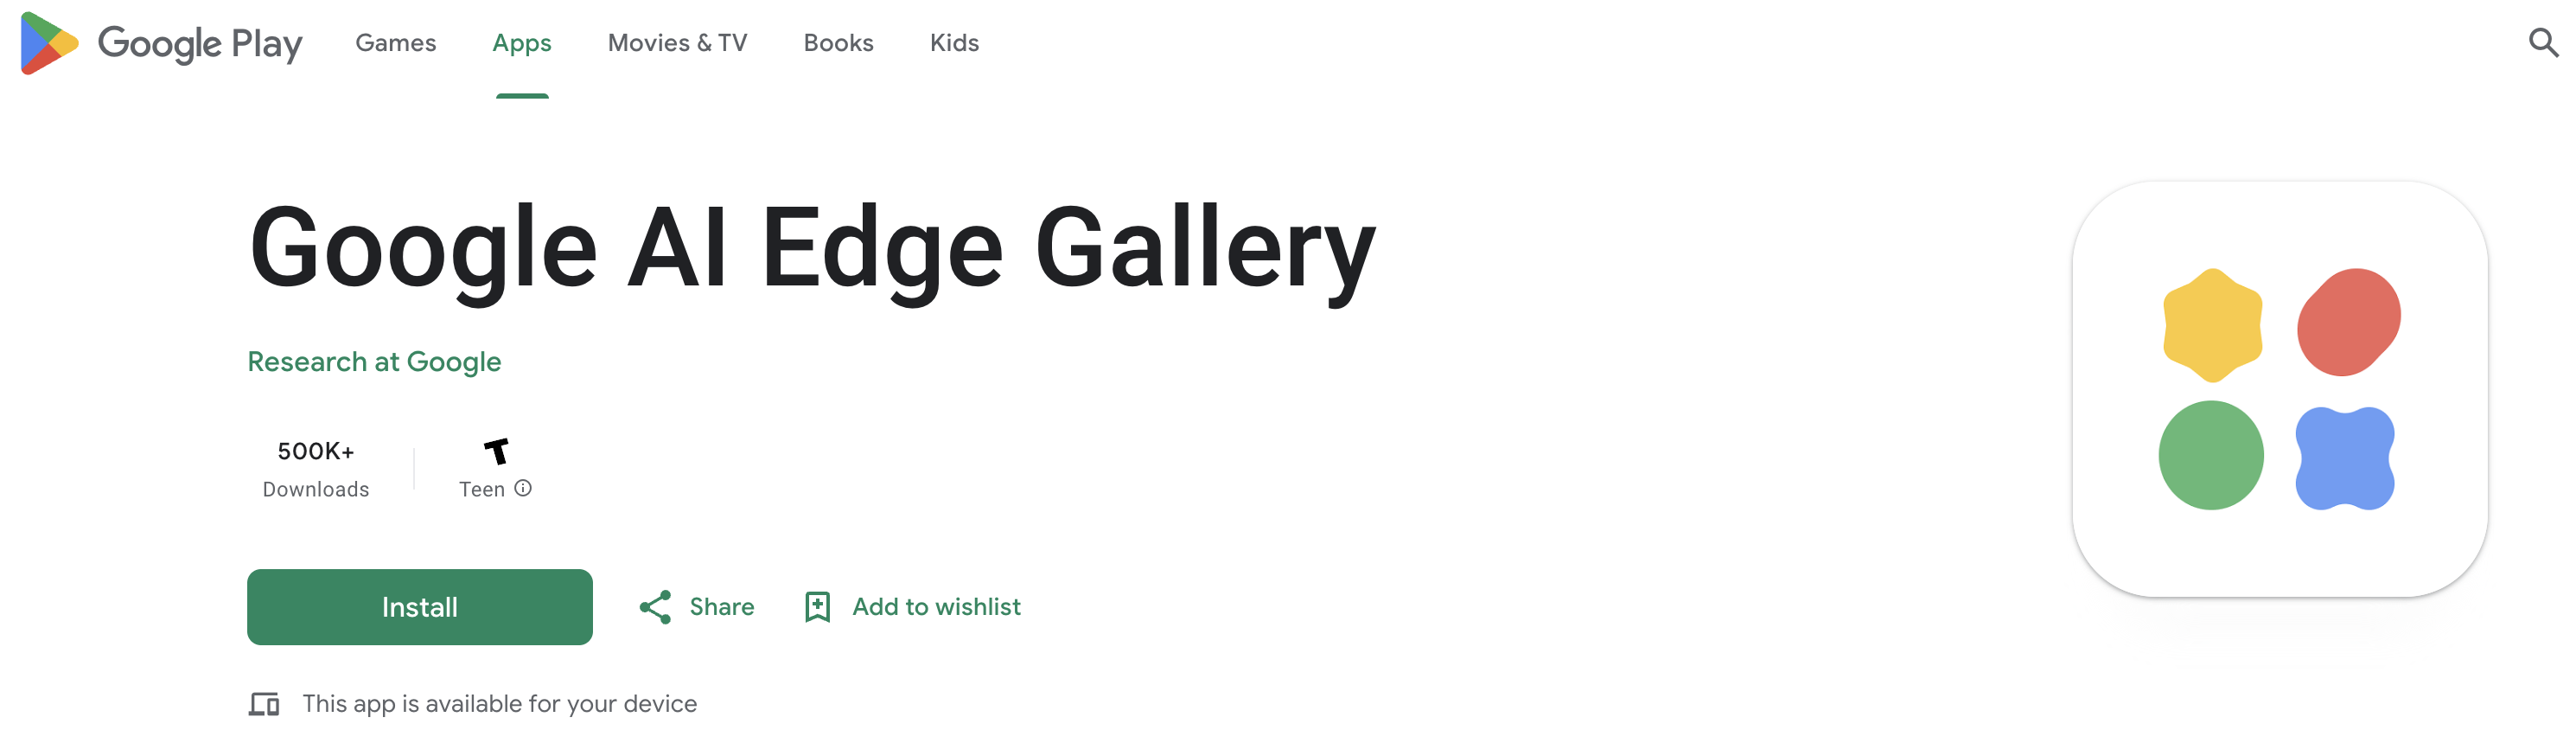 Google Play Games Apps Movies & TV Books Kids
Google AI Edge Gallery
Research at Google
500K+
Downloads
T
Teen
Install
Share
Add to wishlist
This app is available for your device